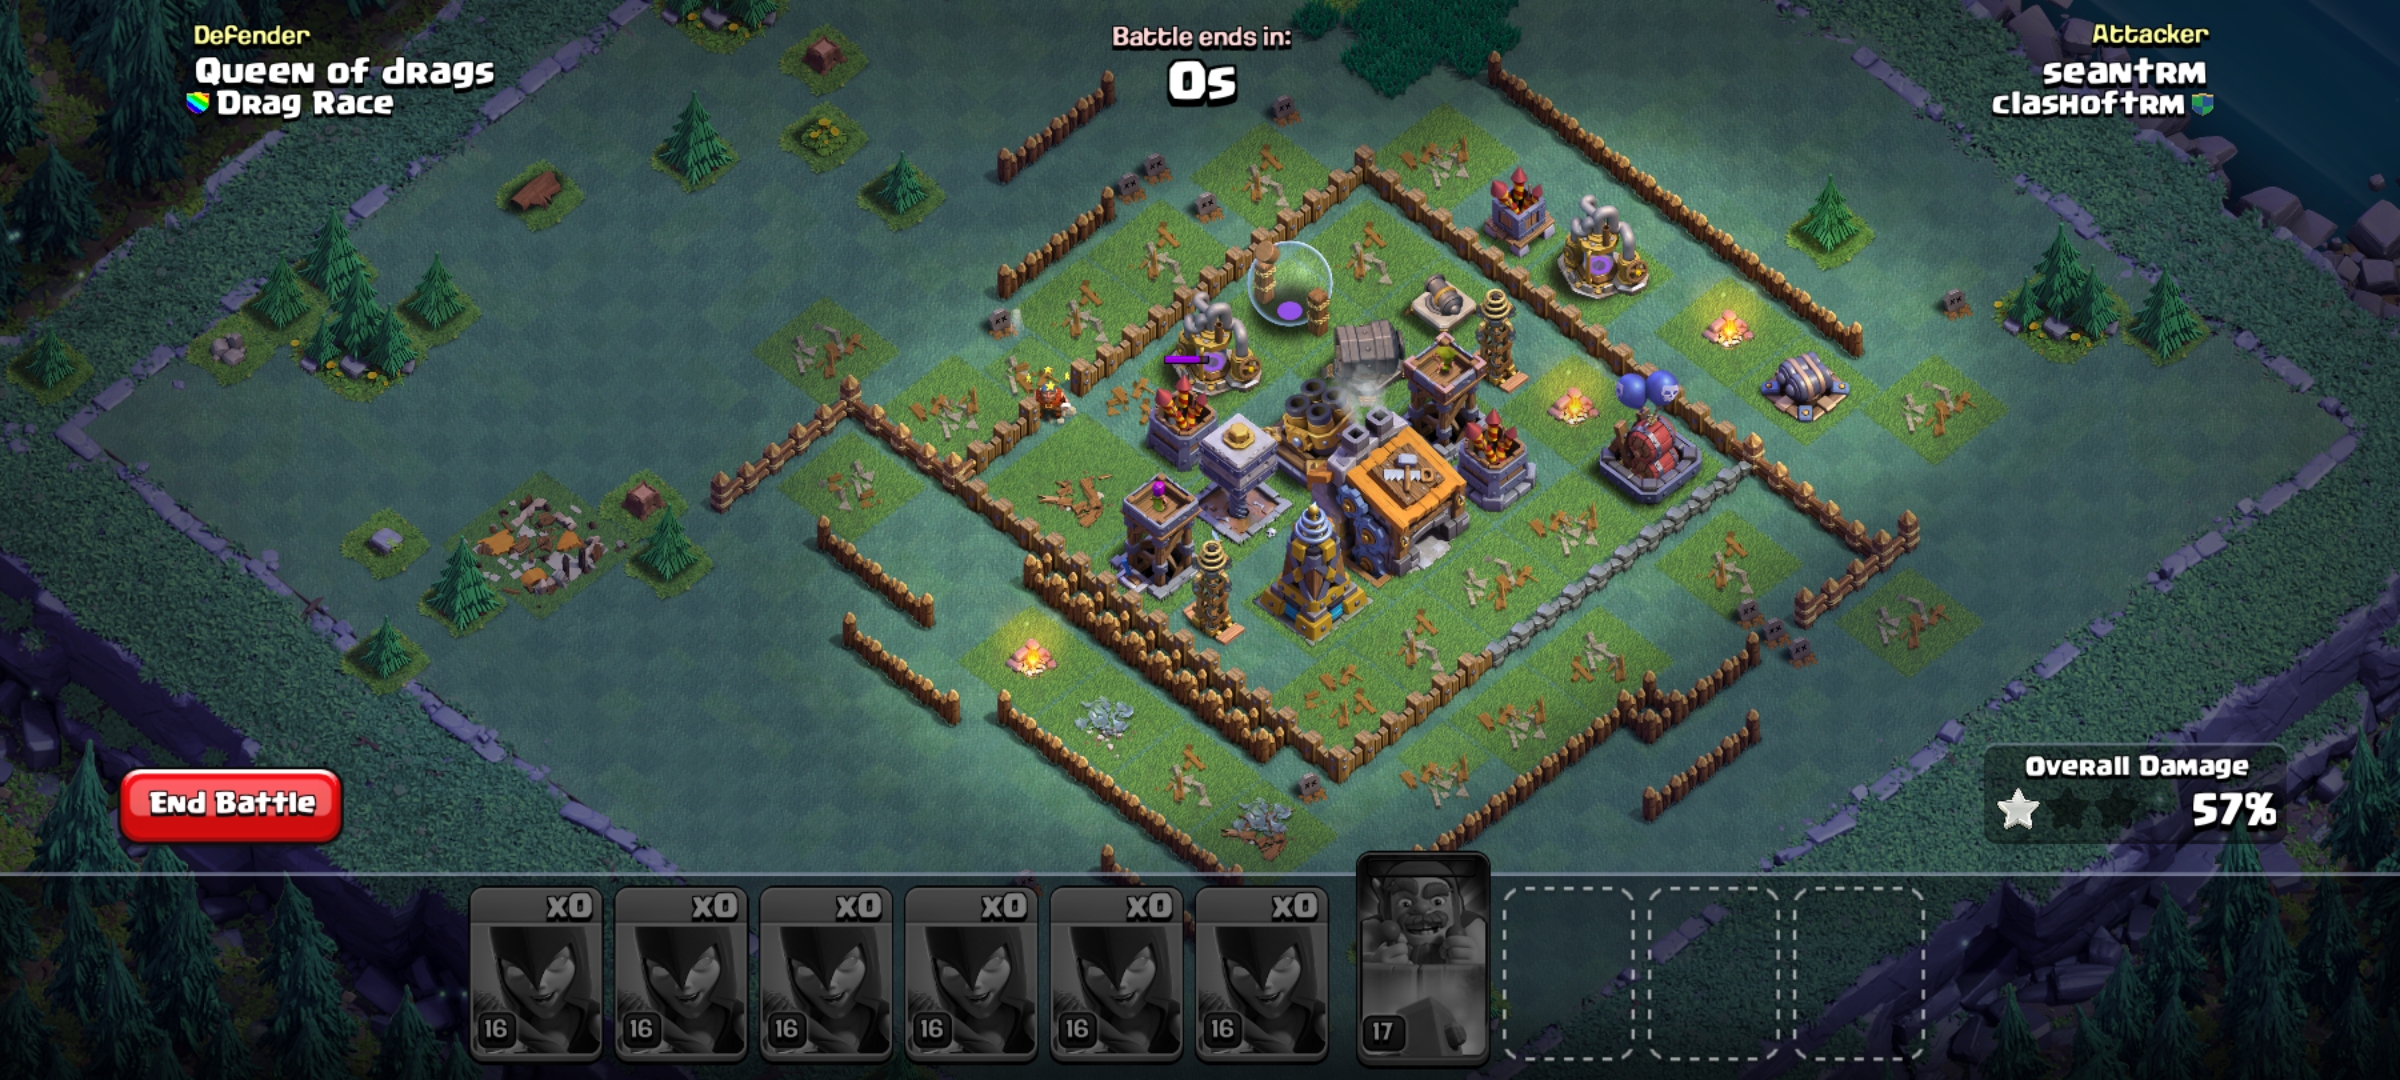 Defender
Queen of drags
Drag Race
Battle ends in:
0s
Attacker
seantrm
clashoftrm
End Battle
Overall Damage
57%
x0
x0
x0
x0
x0
x0
16
16
16
16
16
16
17